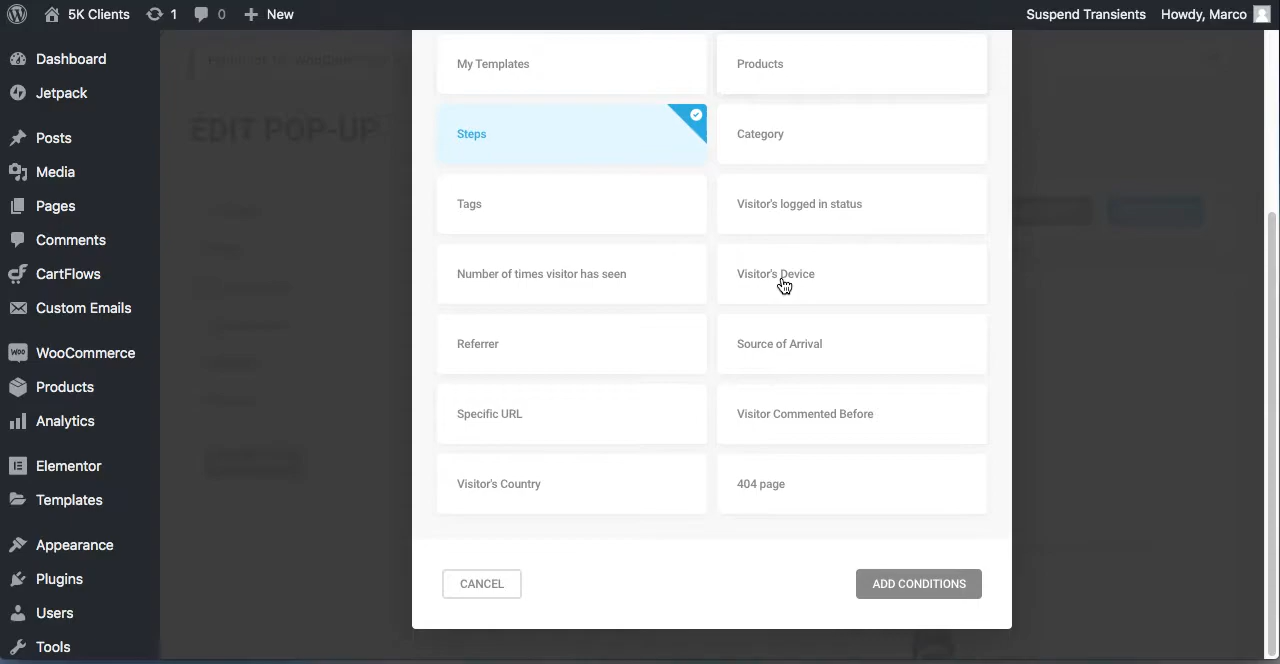 5K Clients 1 0 New Suspend Transients Howdy, Marco
Dashboard
Jetpack
Posts
Media
Pages
Comments
CartFlows
Custom Emails
WooCommerce
Products
Analytics
Elementor
Templates
Appearance
Plugins
Users
Tools
EDIT POP-UP
My Templates Products
Steps Category
Tags Visitor's logged in status
Number of times visitor has seen Visitor's Device
Referrer Source of Arrival
Specific URL Visitor Commented Before
Visitor's Country 404 page
CANCEL ADD CONDITIONS